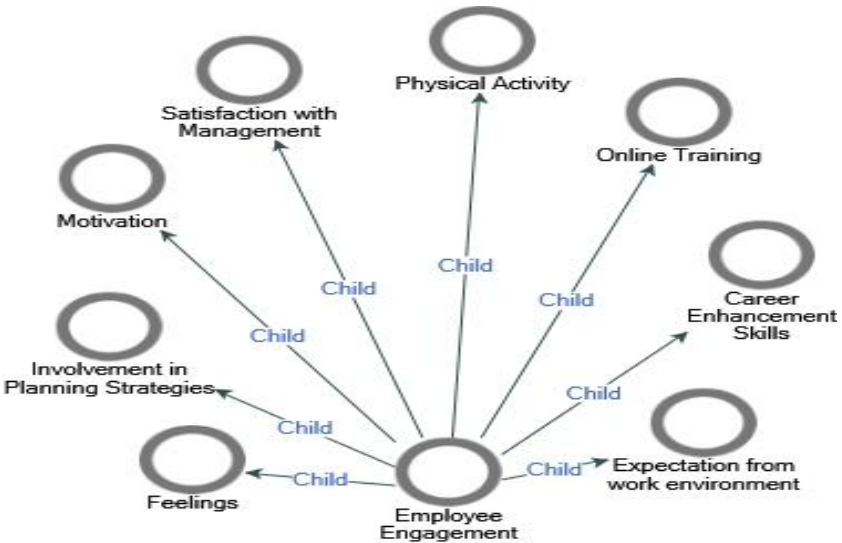 Physical Activity
Satisfaction with
Management
Online Training
Motivation
Child
Child
Child
Career
Enhancement
Skills
Child
Involvement in
Planning Strategies
Child
Child
Expectation from
work environment
Child
Child
Feelings
Employee
Engagement